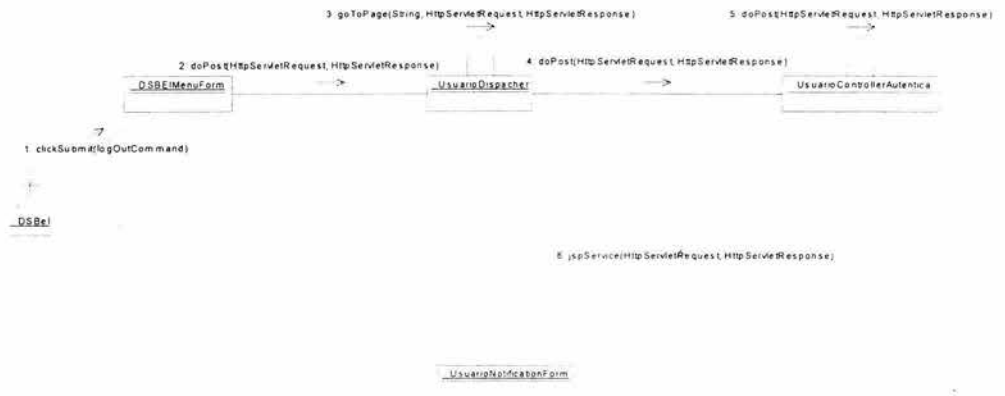 3: goToPage(String, HttpServletRequest, HttpServletResponse)
5: doPost(HttpServletRequest, HttpServletResponse)
2: doPost(HttpServletRequest, HttpServletResponse)
4: doPost(HttpServletRequest, HttpServletResponse)
DSBElMenuForm
UsuarioDispacher
UsuarioControllerAutentica
1: clickSubmit(logOutCommand)
DSBel
6: jspService(HttpServletRequest, HttpServletResponse)
UsuarioNotificationForm